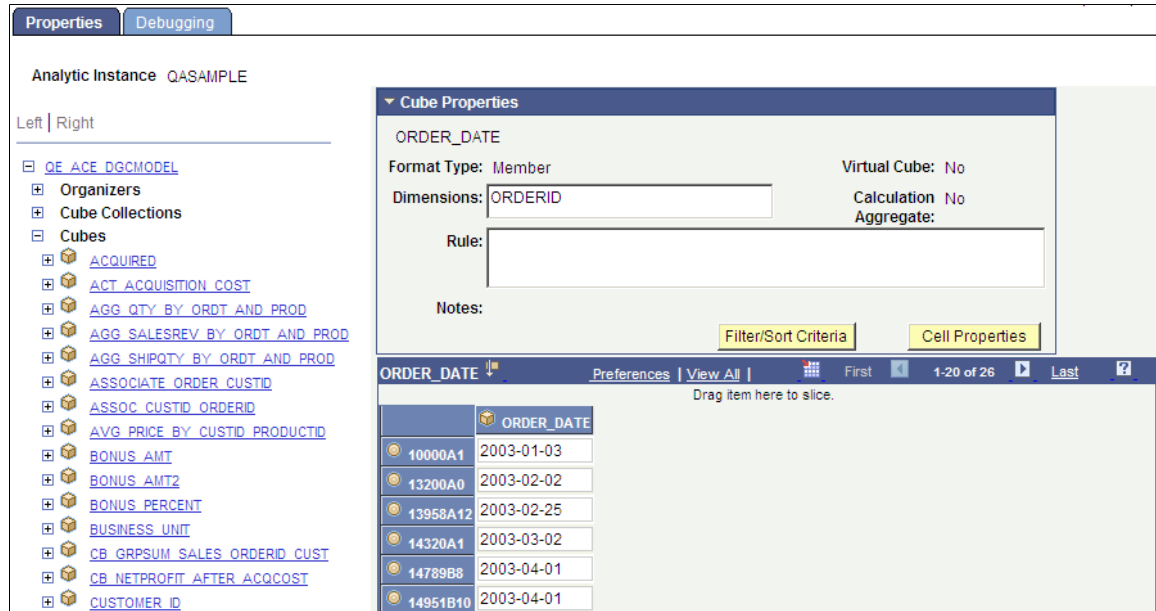 Properties
Debugging
Analytic Instance QASAMPLE
Left | Right
QE_ACE_DGCMODEL
Organizers
Cube Collections
Cubes
ACQUIRED
ACT_ACQUISITION_COST
AGG_QTY_BY_ORDT_AND_PROD
AGG_SALESREV_BY_ORDT_AND_PROD
AGG_SHIPQTY_BY_ORDT_AND_PROD
ASSOCIATE_ORDER_CUSTID
ASSOC_CUSTID_ORDERID
AVG_PRICE_BY_CUSTID_PRODUCTID
BONUS_AMT
BONUS_AMT2
BONUS_PERCENT
BUSINESS_UNIT
CB_GRPSUM_SALES_ORDERID_CUST
CB_NETPROFIT_AFTER_ACQCOST
CUSTOMER_ID
Cube Properties
ORDER_DATE
Format Type: Member
Virtual Cube: No
Dimensions: ORDERID
Calculation Aggregate: No
Rule:
Notes:
Filter/Sort Criteria
Cell Properties
ORDER_DATE
Preferences | View All |
First
1-20 of 26
Last
?
Drag item here to slice.
ORDER_DATE
10000A1 2003-01-03
13200A0 2003-02-02
13958A12 2003-02-25
14320A1 2003-03-02
14789B8 2003-04-01
14951B10 2003-04-01